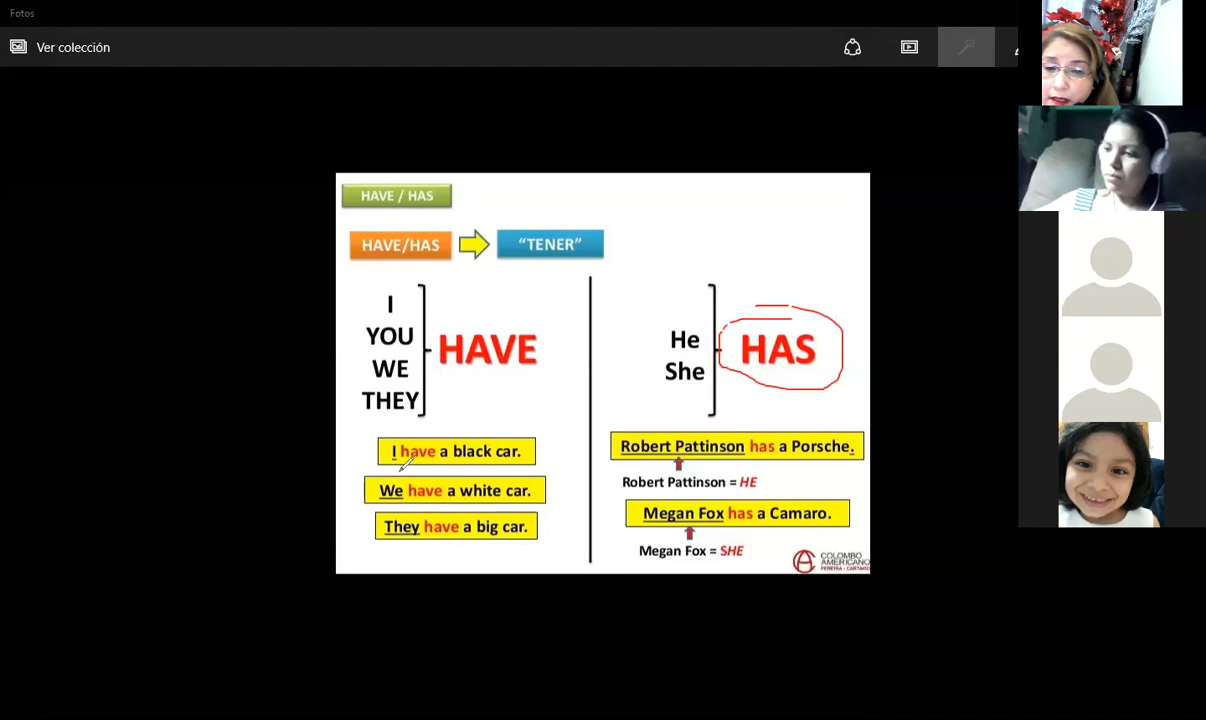 Fotos
Ver colección
HAVE / HAS
HAVE/HAS
“TENER”
I
YOU
WE
THEY
HAVE
He
She
HAS
I have a black car.
We have a white car.
They have a big car.
Robert Pattinson has a Porsche.
Robert Pattinson = HE
Megan Fox has a Camaro.
Megan Fox = SHE
COLOMBO
AMERICANO
PEREIRA - CARTAGO